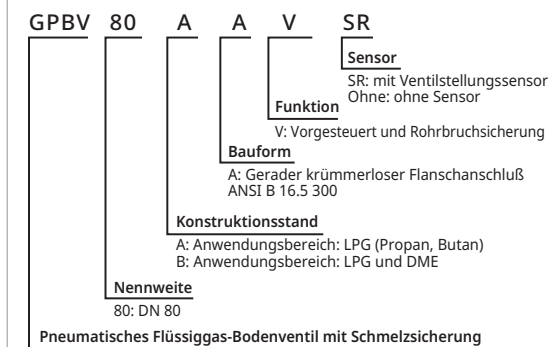 GPBV 80 A A V SR
Sensor
SR: mit Ventilstellungssensor
Ohne: ohne Sensor
Funktion
V: Vorgesteuert und Rohrbruchsicherung
Bauform
A: Gerader krümmerloser Flanschanschluß
ANSI B 16.5 300
Konstruktionsstand
A: Anwendungsbereich: LPG (Propan, Butan)
B: Anwendungsbereich: LPG und DME
Nennweite
80: DN 80
Pneumatisches Flüssiggas-Bodenventil mit Schmelzsicherung